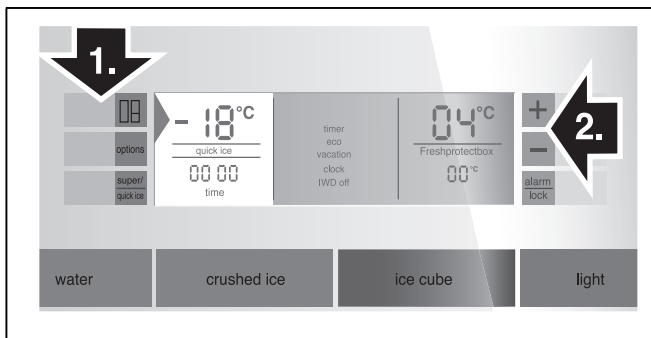 1.
options
super/
quick ice
-18°C
quick ice
00 00
time
timer
eco
vacation
clock
IWD off
04°C
Freshprotectbox
00°C
+
-
alarm
lock
2.
water
crushed ice
ice cube
light